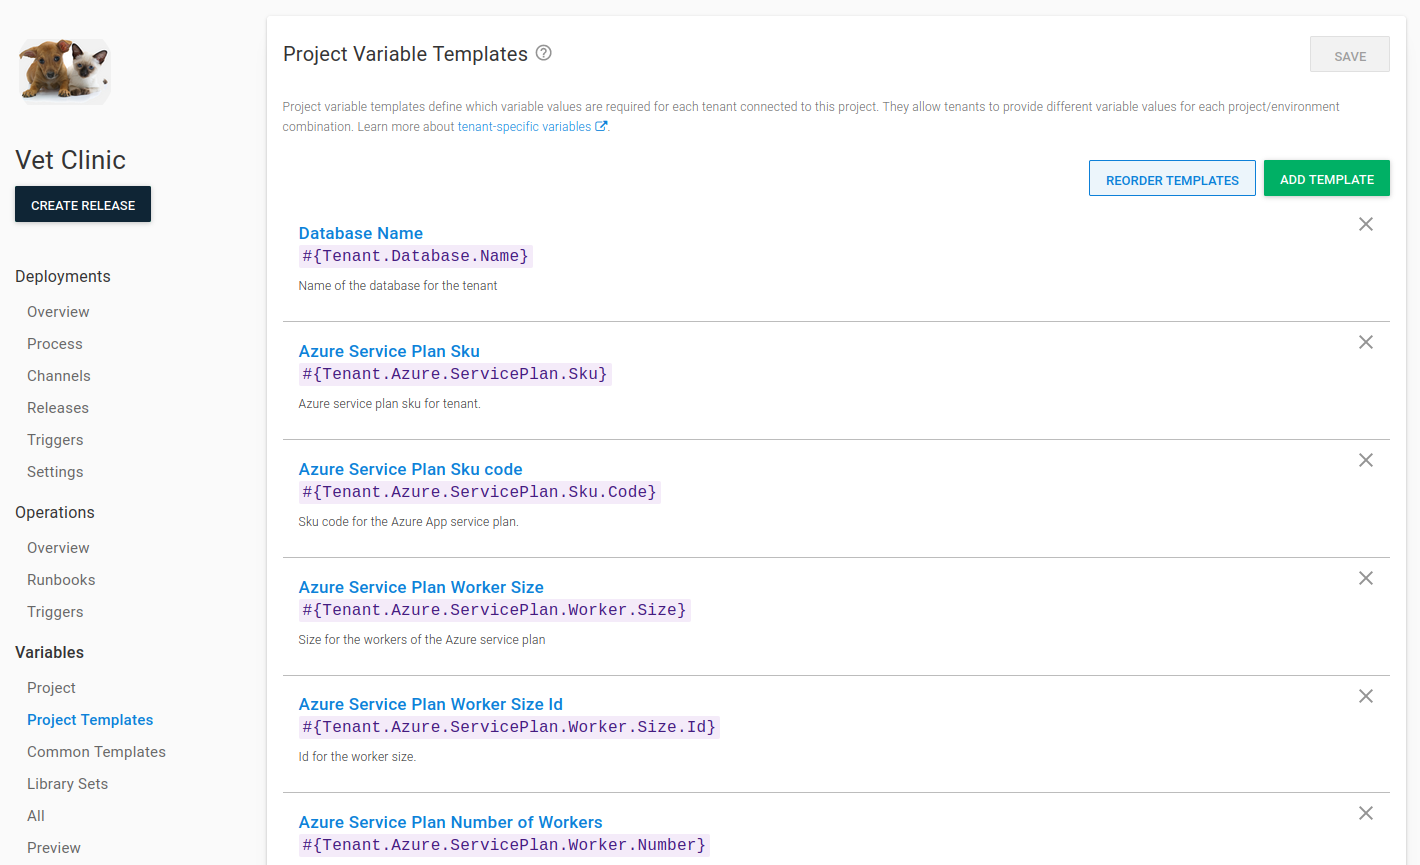 Vet Clinic
CREATE RELEASE
Deployments
Overview
Process
Channels
Releases
Triggers
Settings
Operations
Overview
Runbooks
Triggers
Variables
Project
Project Templates
Common Templates
Library Sets
All
Preview
Project Variable Templates
SAVE
Project variable templates define which variable values are required for each tenant connected to this project. They allow tenants to provide different variable values for each project/environment
combination. Learn more about tenant-specific variables.
REORDER TEMPLATES
ADD TEMPLATE
Database Name
#{Tenant.Database.Name}
Name of the database for the tenant
Azure Service Plan Sku
#{Tenant.Azure.ServicePlan.Sku}
Azure service plan sku for tenant.
Azure Service Plan Sku code
#{Tenant.Azure.ServicePlan.Sku.Code}
Sku code for the Azure App service plan.
Azure Service Plan Worker Size
#{Tenant.Azure.ServicePlan.Worker.Size}
Size for the workers of the Azure service plan
Azure Service Plan Worker Size Id
#{Tenant.Azure.ServicePlan.Worker.Size.Id}
Id for the worker size.
Azure Service Plan Number of Workers
#{Tenant.Azure.ServicePlan.Worker.Number}